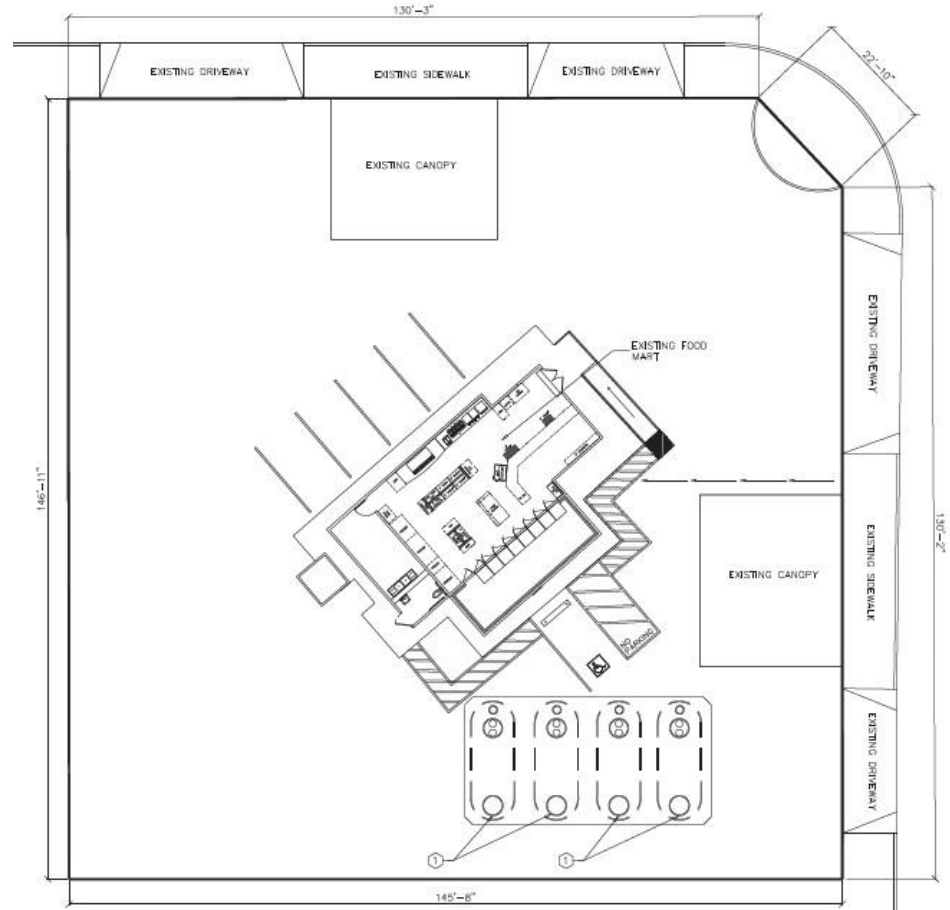 130'-3"
EXISTING DRIVEWAY
EXISTING SIDEWALK
EXISTING DRIVEWAY
22'-10"
EXISTING CANOPY
EXISTING DRIVEWAY
EXISTING FOOD
MART
146'-11"
130'-2"
EXISTING CANOPY
EXISTING SIDEWALK
NO
PARKING
EXISTING DRIVEWAY
1
1
145'-8"